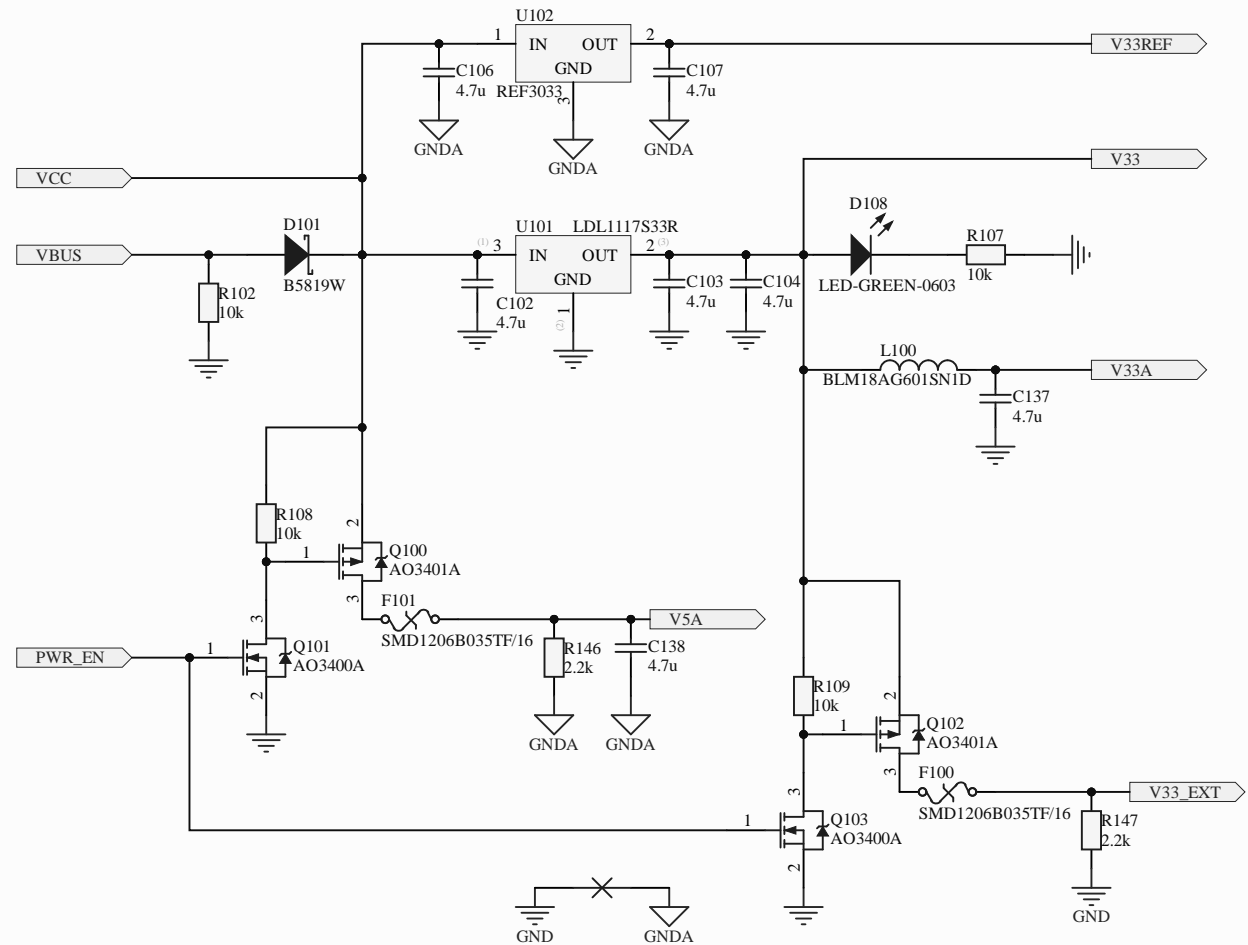 U102
1
IN
OUT
2
V33REF
GND
C106
4.7u
REF3033
3
C107
4.7u
GNDA
GNDA
GNDA
VCC
V33
D101
U101
LDL1117S33R
D108
VBUS
(1)
3
IN
OUT
2
(3)
R107
GND
10k
B5819W
LED-GREEN-0603
R102
10k
C102
4.7u
(2)
1
C103
4.7u
C104
4.7u
L100
BLM18AG601SN1D
V33A
C137
4.7u
R108
10k
2
1
Q100
AO3401A
3
F101
SMD1206B035TF/16
V5A
3
PWR_EN
1
Q101
AO3400A
2
R146
2.2k
C138
4.7u
GNDA
GNDA
R109
10k
2
1
Q102
AO3401A
3
F100
SMD1206B035TF/16
V33_EXT
3
1
Q103
AO3400A
2
R147
2.2k
GND
GND
GNDA